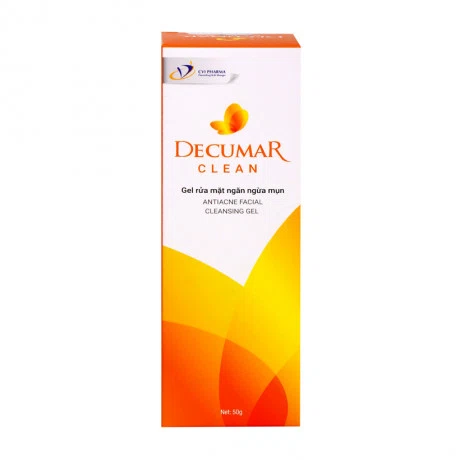 CVI PHARMA
DECUMAR
CLEAN
Gel rửa mặt ngăn ngừa mụn
ANTIACNE FACIAL
CLEANSING GEL
Net: 50g